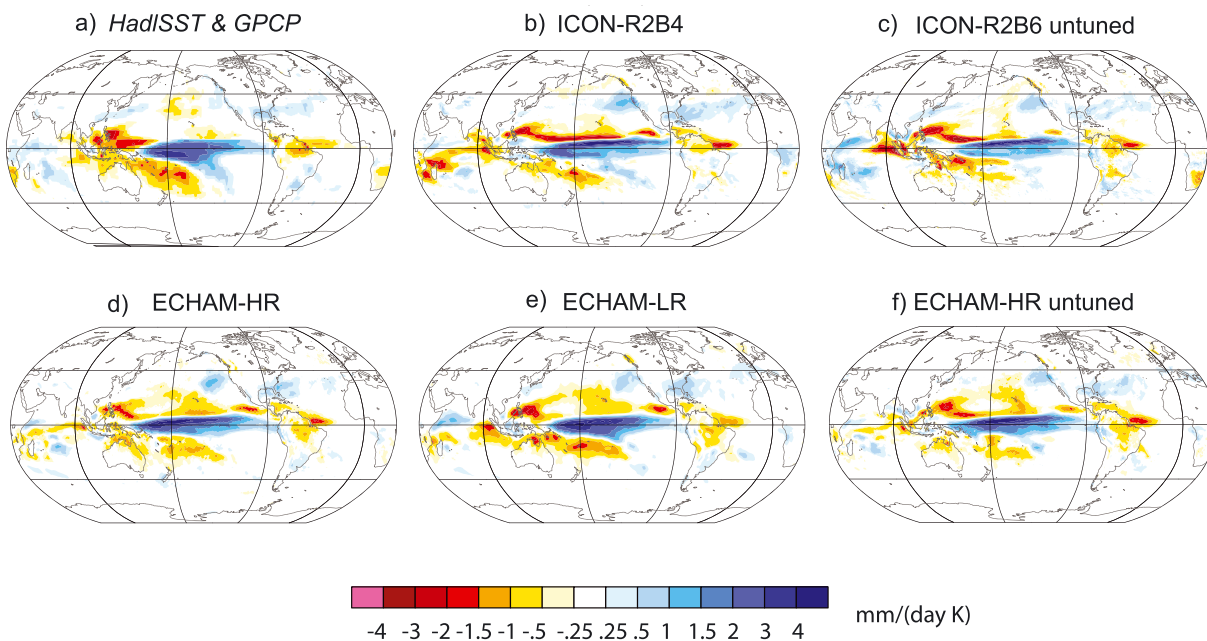 a) HadISST & GPCP
b) ICON-R2B4
c) ICON-R2B6 untuned
d) ECHAM-HR
e) ECHAM-LR
f) ECHAM-HR untuned
-4 -3 -2 -1.5 -1 -.5 -.25 .25 .5 1 1.5 2 3 4 mm/(day K)